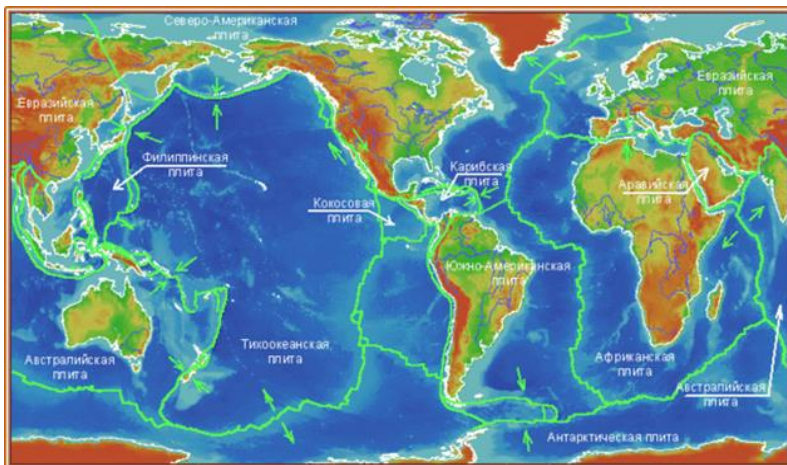 Северо-Американская
плита
Евразийская
плита
Евразийская
плита
Филиппинская
плита
Карибская
плита
Аравийская
плита
Кокосовая
плита
Южно-Американская
плита
Тихоокеанская
плита
Австралийская
плита
Африканская
плита
Австралийская
плита
Антарктическая плита